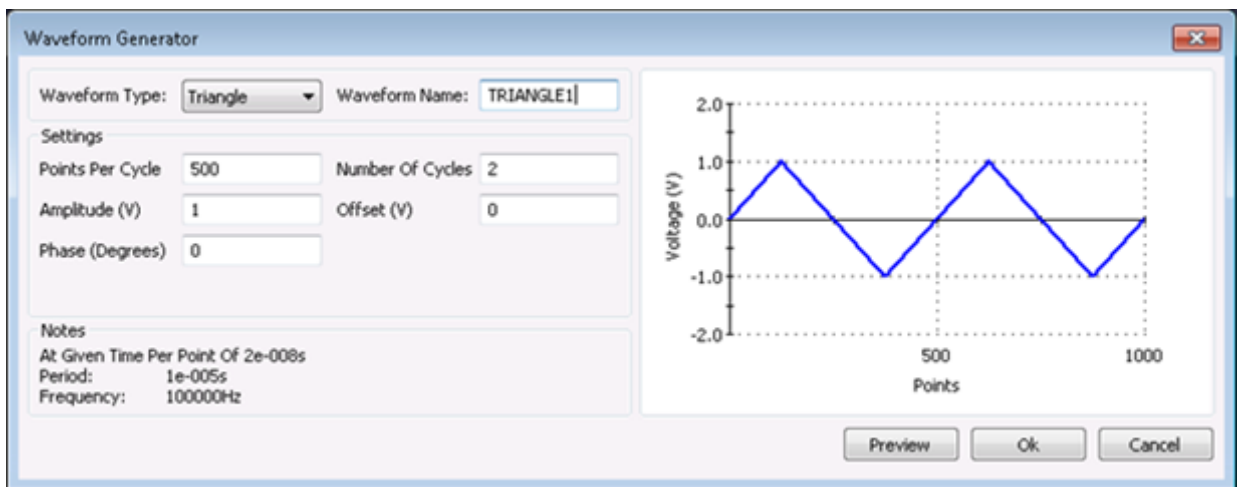 Waveform Generator
Waveform Type: Triangle Waveform Name: TRIANGLE1
Settings
Points Per Cycle 500 Number Of Cycles 2
Amplitude (V) 1 Offset (V) 0
Phase (Degrees) 0
Notes
At Given Time Per Point Of 2e-008s
Period: 1e-005s
Frequency: 100000Hz
2.0
1.0
0.0
-1.0
-2.0
Voltage (V)
500 1000
Points
Preview Ok Cancel